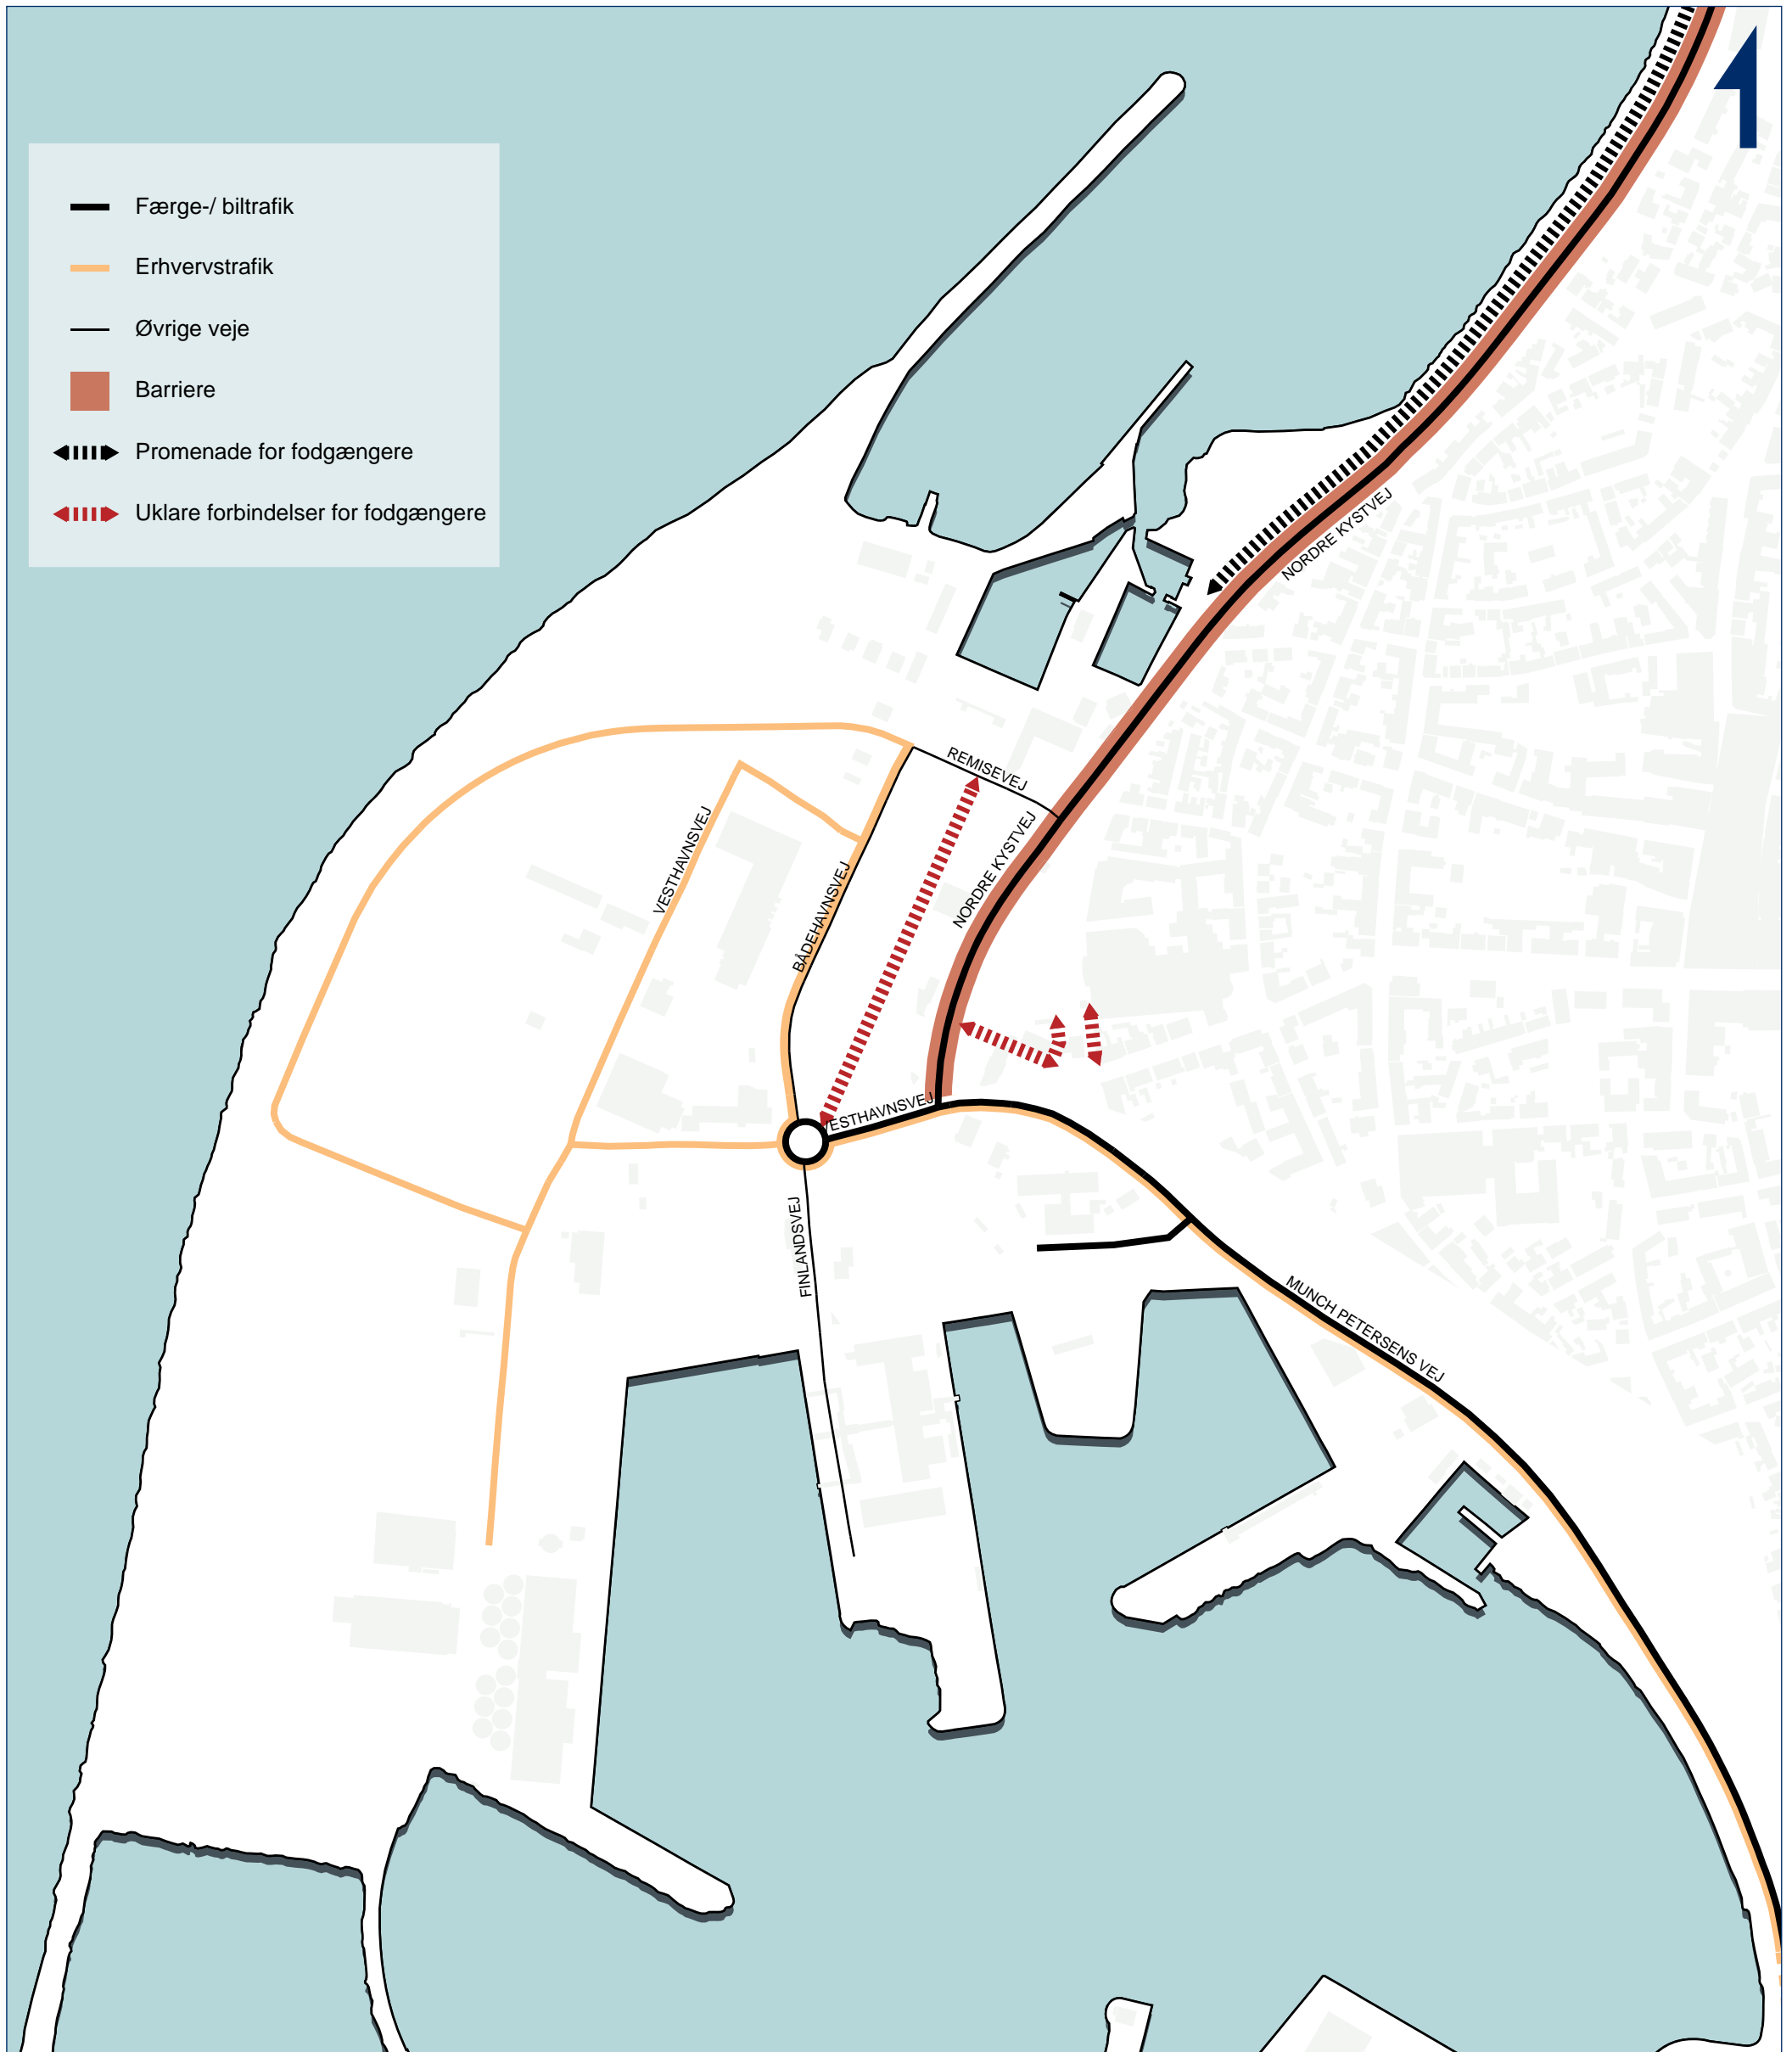 Færge-/ biltrafik
Erhvervstrafik
Øvrige veje
Barriere
Promenade for fodgængere
Uklare forbindelser for fodgængere
NORDRE KYSTVEJ
REMISEVEJ
NORDRE KYSTVEJ
VESTHAVNSVEJ
BÅDEHAVNSVEJ
VESTHAVNSVEJ
FINLANDSVEJ
MUNCH PETERSENS VEJ